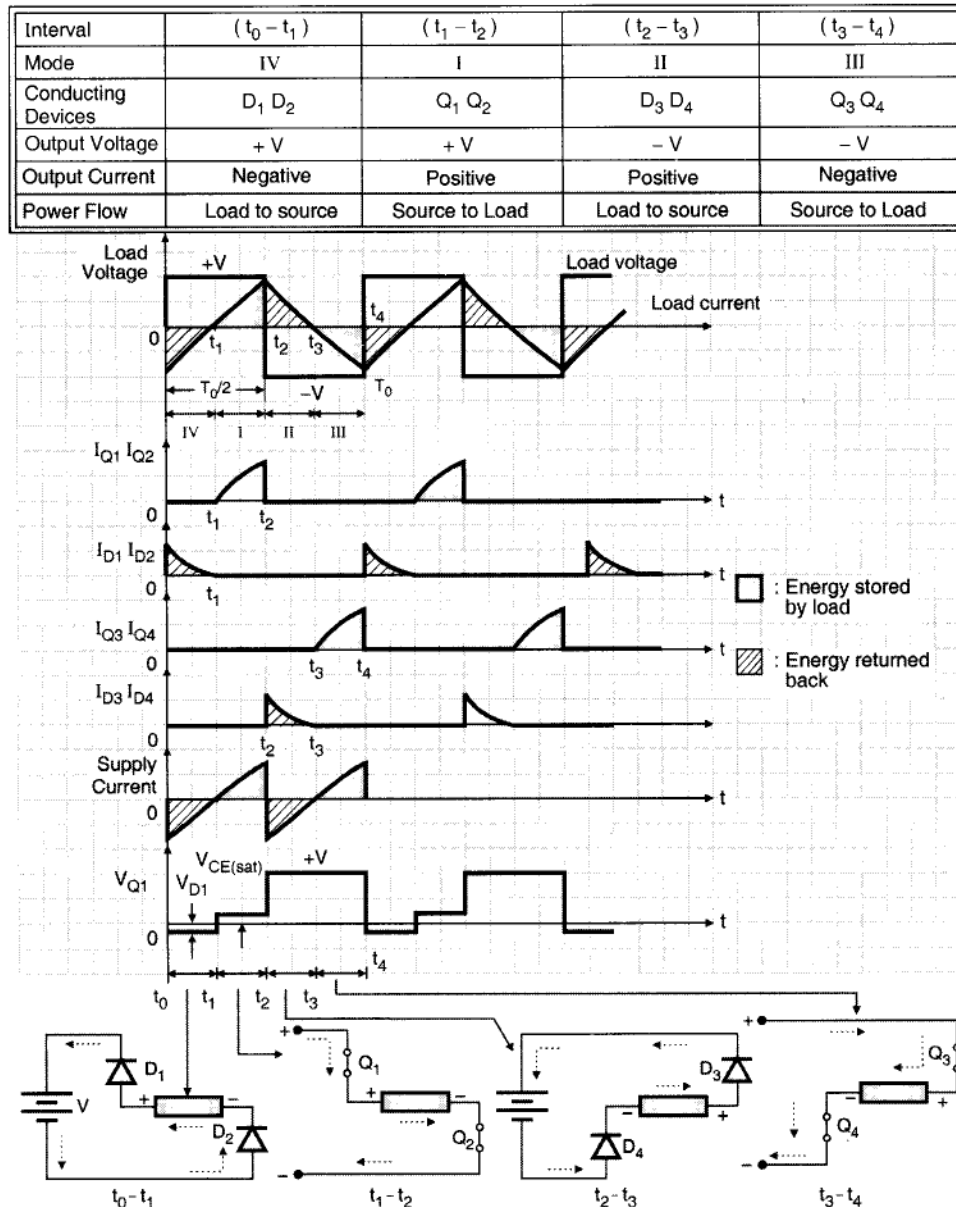 Interval (t0 – t1) (t1 – t2) (t2 – t3) (t3 – t4)
Mode IV I II III
Conducting Devices D1 D2 Q1 Q2 D3 D4 Q3 Q4
Output Voltage + V + V – V – V
Output Current Negative Positive Positive Negative
Power Flow Load to source Source to Load Load to source Source to Load
Load Voltage
+V
Load voltage
Load current
t4
0
t1 t2 t3
T0/2 –V T0
IV I II III
IQ1 IQ2
t
0
t1 t2
ID1 ID2
t
0
t1
: Energy stored by load
IQ3 IQ4
t
0
t3 t4
: Energy returned back
ID3 ID4
t
0
t2 t3
Supply Current
0
t
VCE(sat) +V
VQ1 VD1
t
0
t4
t0 t1 t2 t3
D1
V
+ –
D2
t0 – t1
+
Q1
+ –
Q2
–
t1 – t2
D3
– +
D4
t2 – t3
+
Q3
– +
Q4
–
t3 – t4